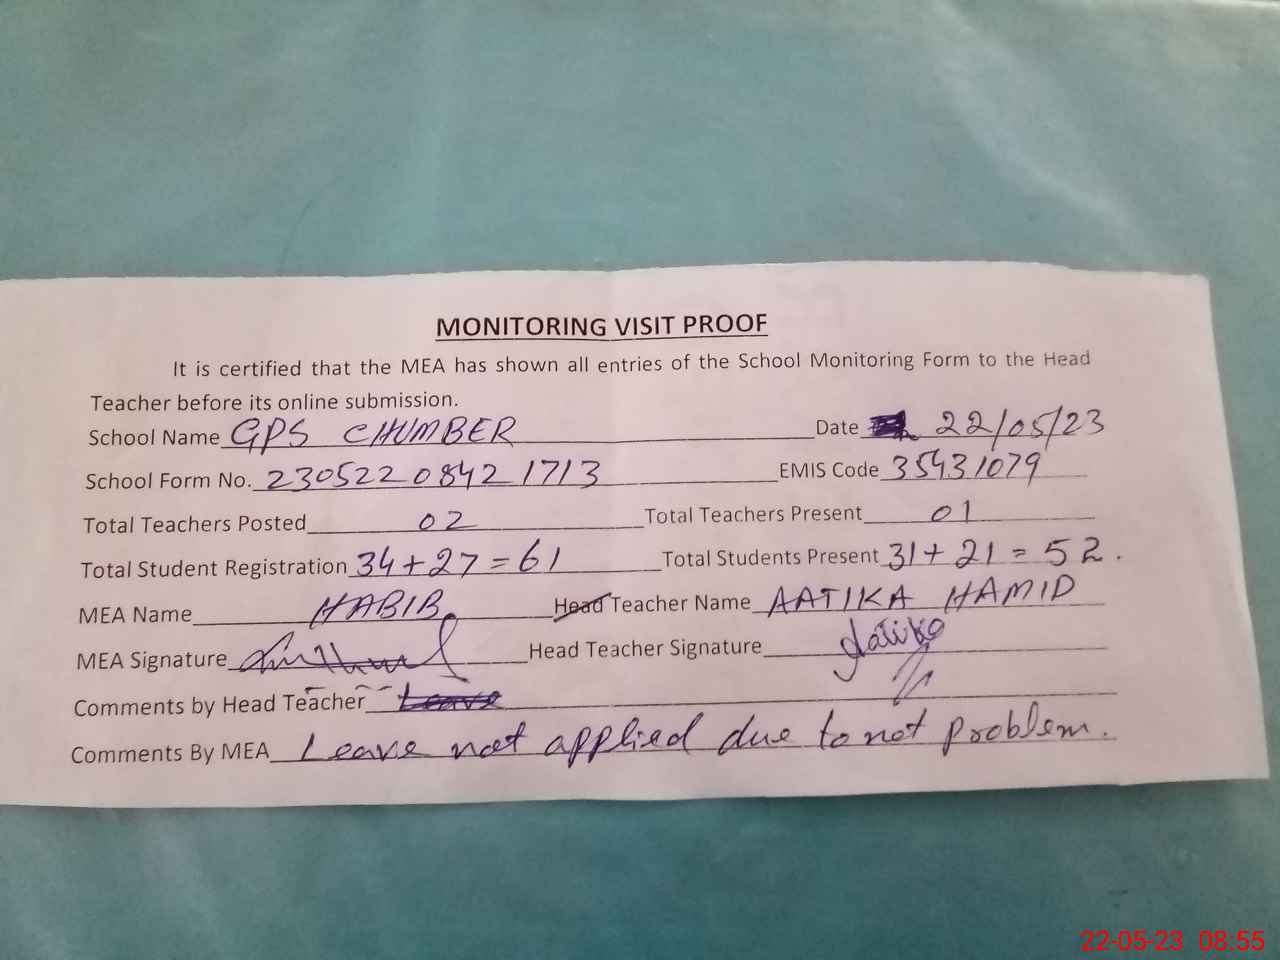 MONITORING VISIT PROOF
It is certified that the MEA has shown all entries of the School Monitoring Form to the Head
Teacher before its online submission.
School Name GPS CHUMBER Date 22/05/23
School Form No. 230522 0842 1713 EMIS Code 35431079
Total Teachers Posted 02 Total Teachers Present 01
Total Student Registration 34+27=61 Total Students Present 31+21=52.
MEA Name HABIB Head Teacher Name AATIKA HAMID
MEA Signature Head Teacher Signature
Comments by Head Teacher Leave
Comments By MEA Leave not applied due to not problem.
22-05-23 08:55